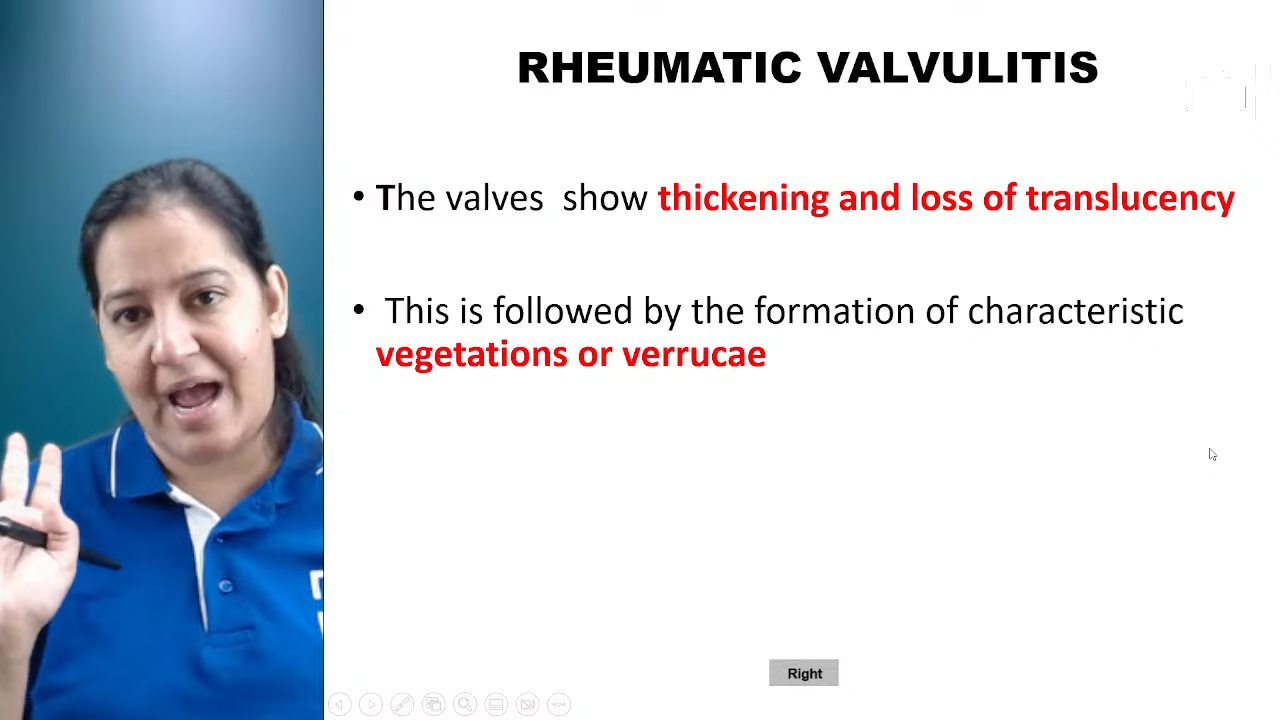 RHEUMATIC VALVULITIS
• The valves show thickening and loss of translucency
• This is followed by the formation of characteristic
vegetations or verrucae
Right